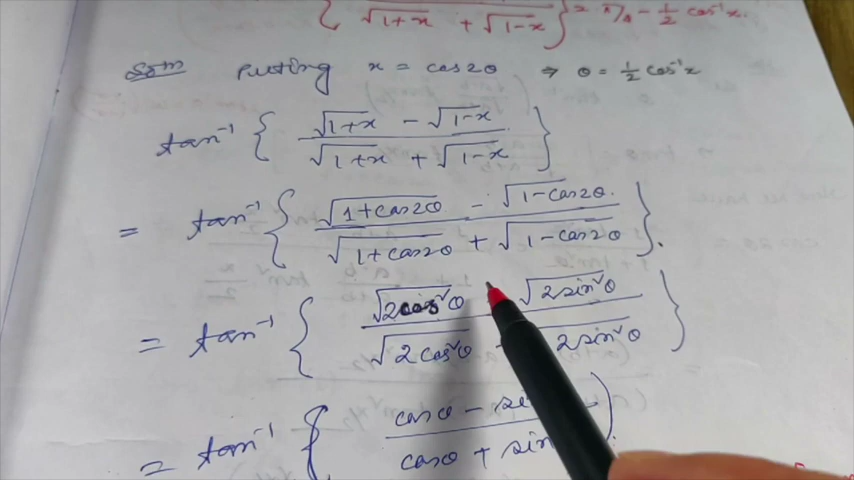 √1+x + √1-x } = π/4 - 1/2 cos⁻¹x.
Som Putting x = cos2θ ⇒ θ = 1/2 cos⁻¹x
tan⁻¹ { √1+x - √1-x / √1+x + √1-x }
= tan⁻¹ { √1+cos2θ - √1-cos2θ. / √1+cos2θ + √1-cos2θ }.
= tan⁻¹ { √2cos²θ √2sin²θ / √2cos²θ 2sin²θ }
= tan⁻¹ { cosθ - / cosθ + sin }.